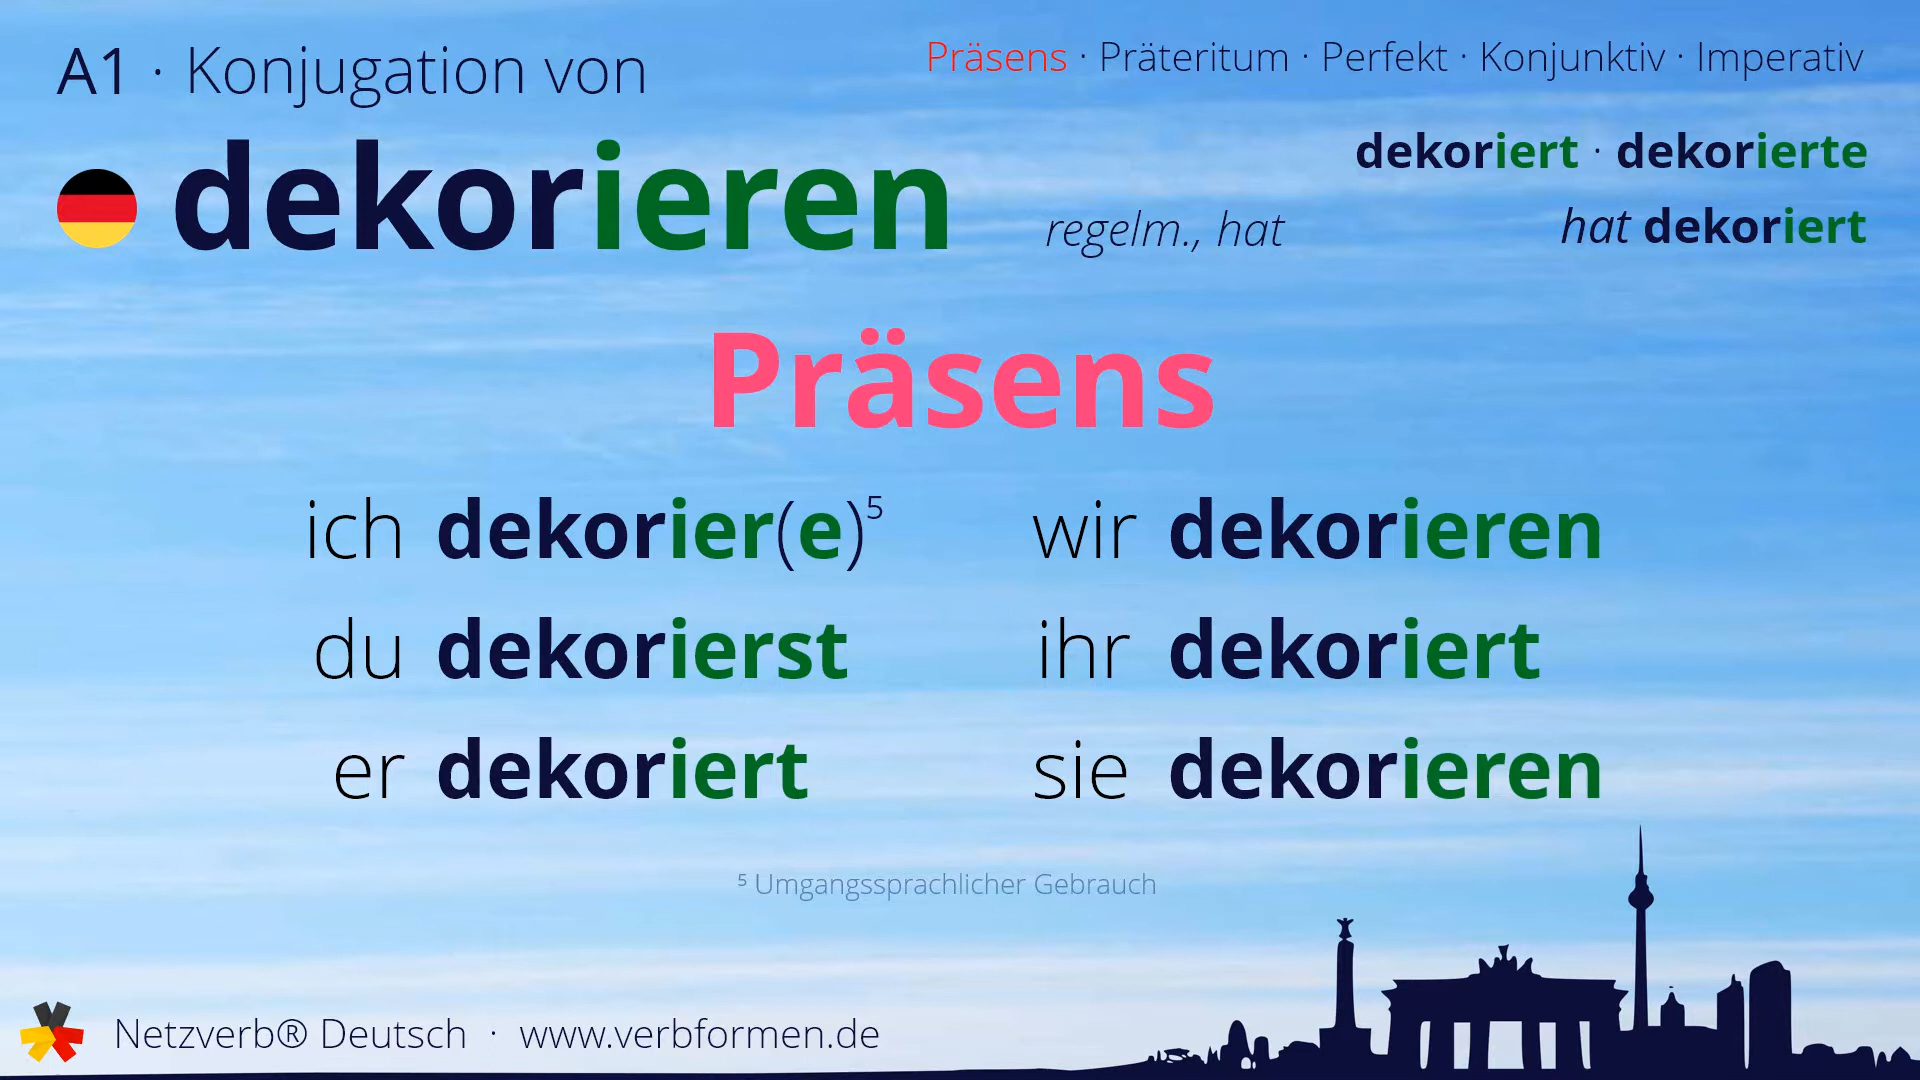 A1 · Konjugation von
Präsens · Präteritum · Perfekt · Konjunktiv · Imperativ
dekorieren
regelm., hat
dekoriert · dekorierte
hat dekoriert
Präsens
ich dekorier(e)⁵
wir dekorieren
du dekorierst
ihr dekoriert
er dekoriert
sie dekorieren
⁵ Umgangssprachlicher Gebrauch
Netzverb® Deutsch · www.verbformen.de